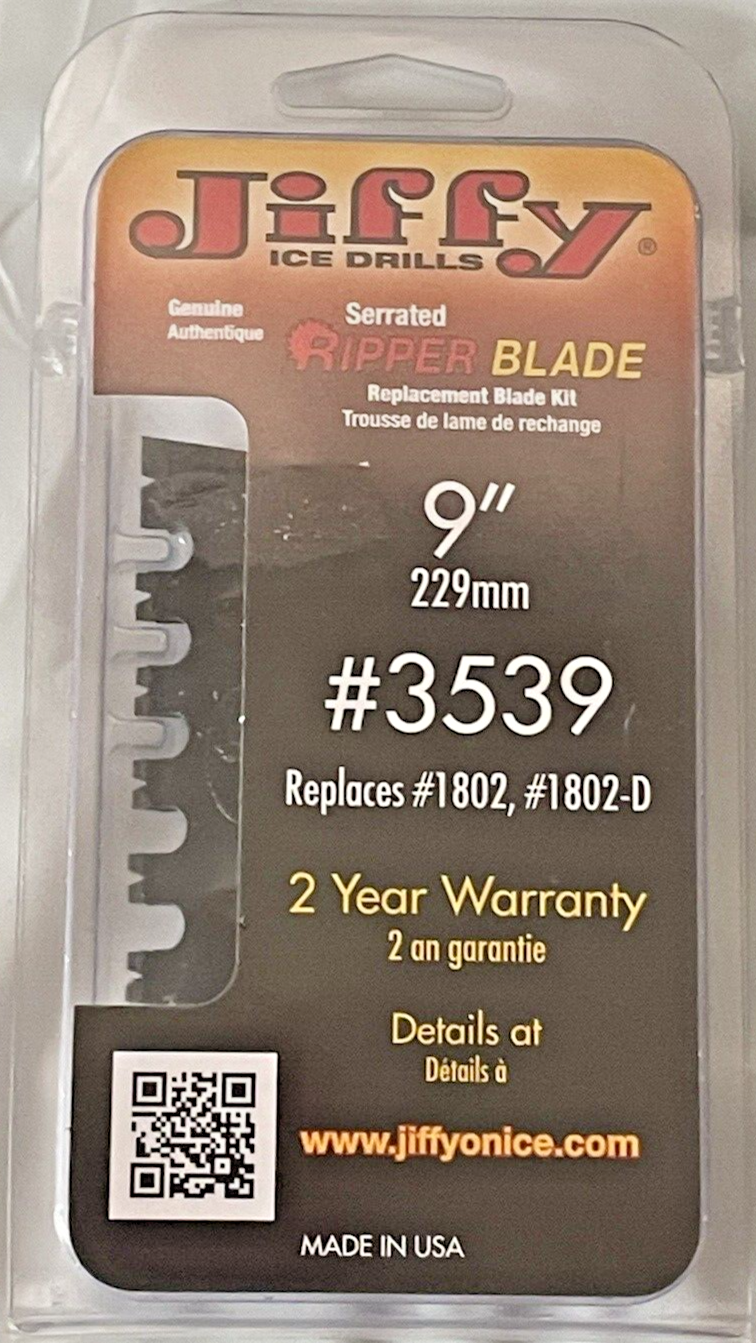 Jiffy®
ICE DRILLS
Genuine
Authentique
Serrated
RIPPER BLADE
Replacement Blade Kit
Trousse de lame de rechange
9"
229mm
#3539
Replaces #1802, #1802-D
2 Year Warranty
2 an garantie
Details at
Détails à
www.jiffyonice.com
MADE IN USA